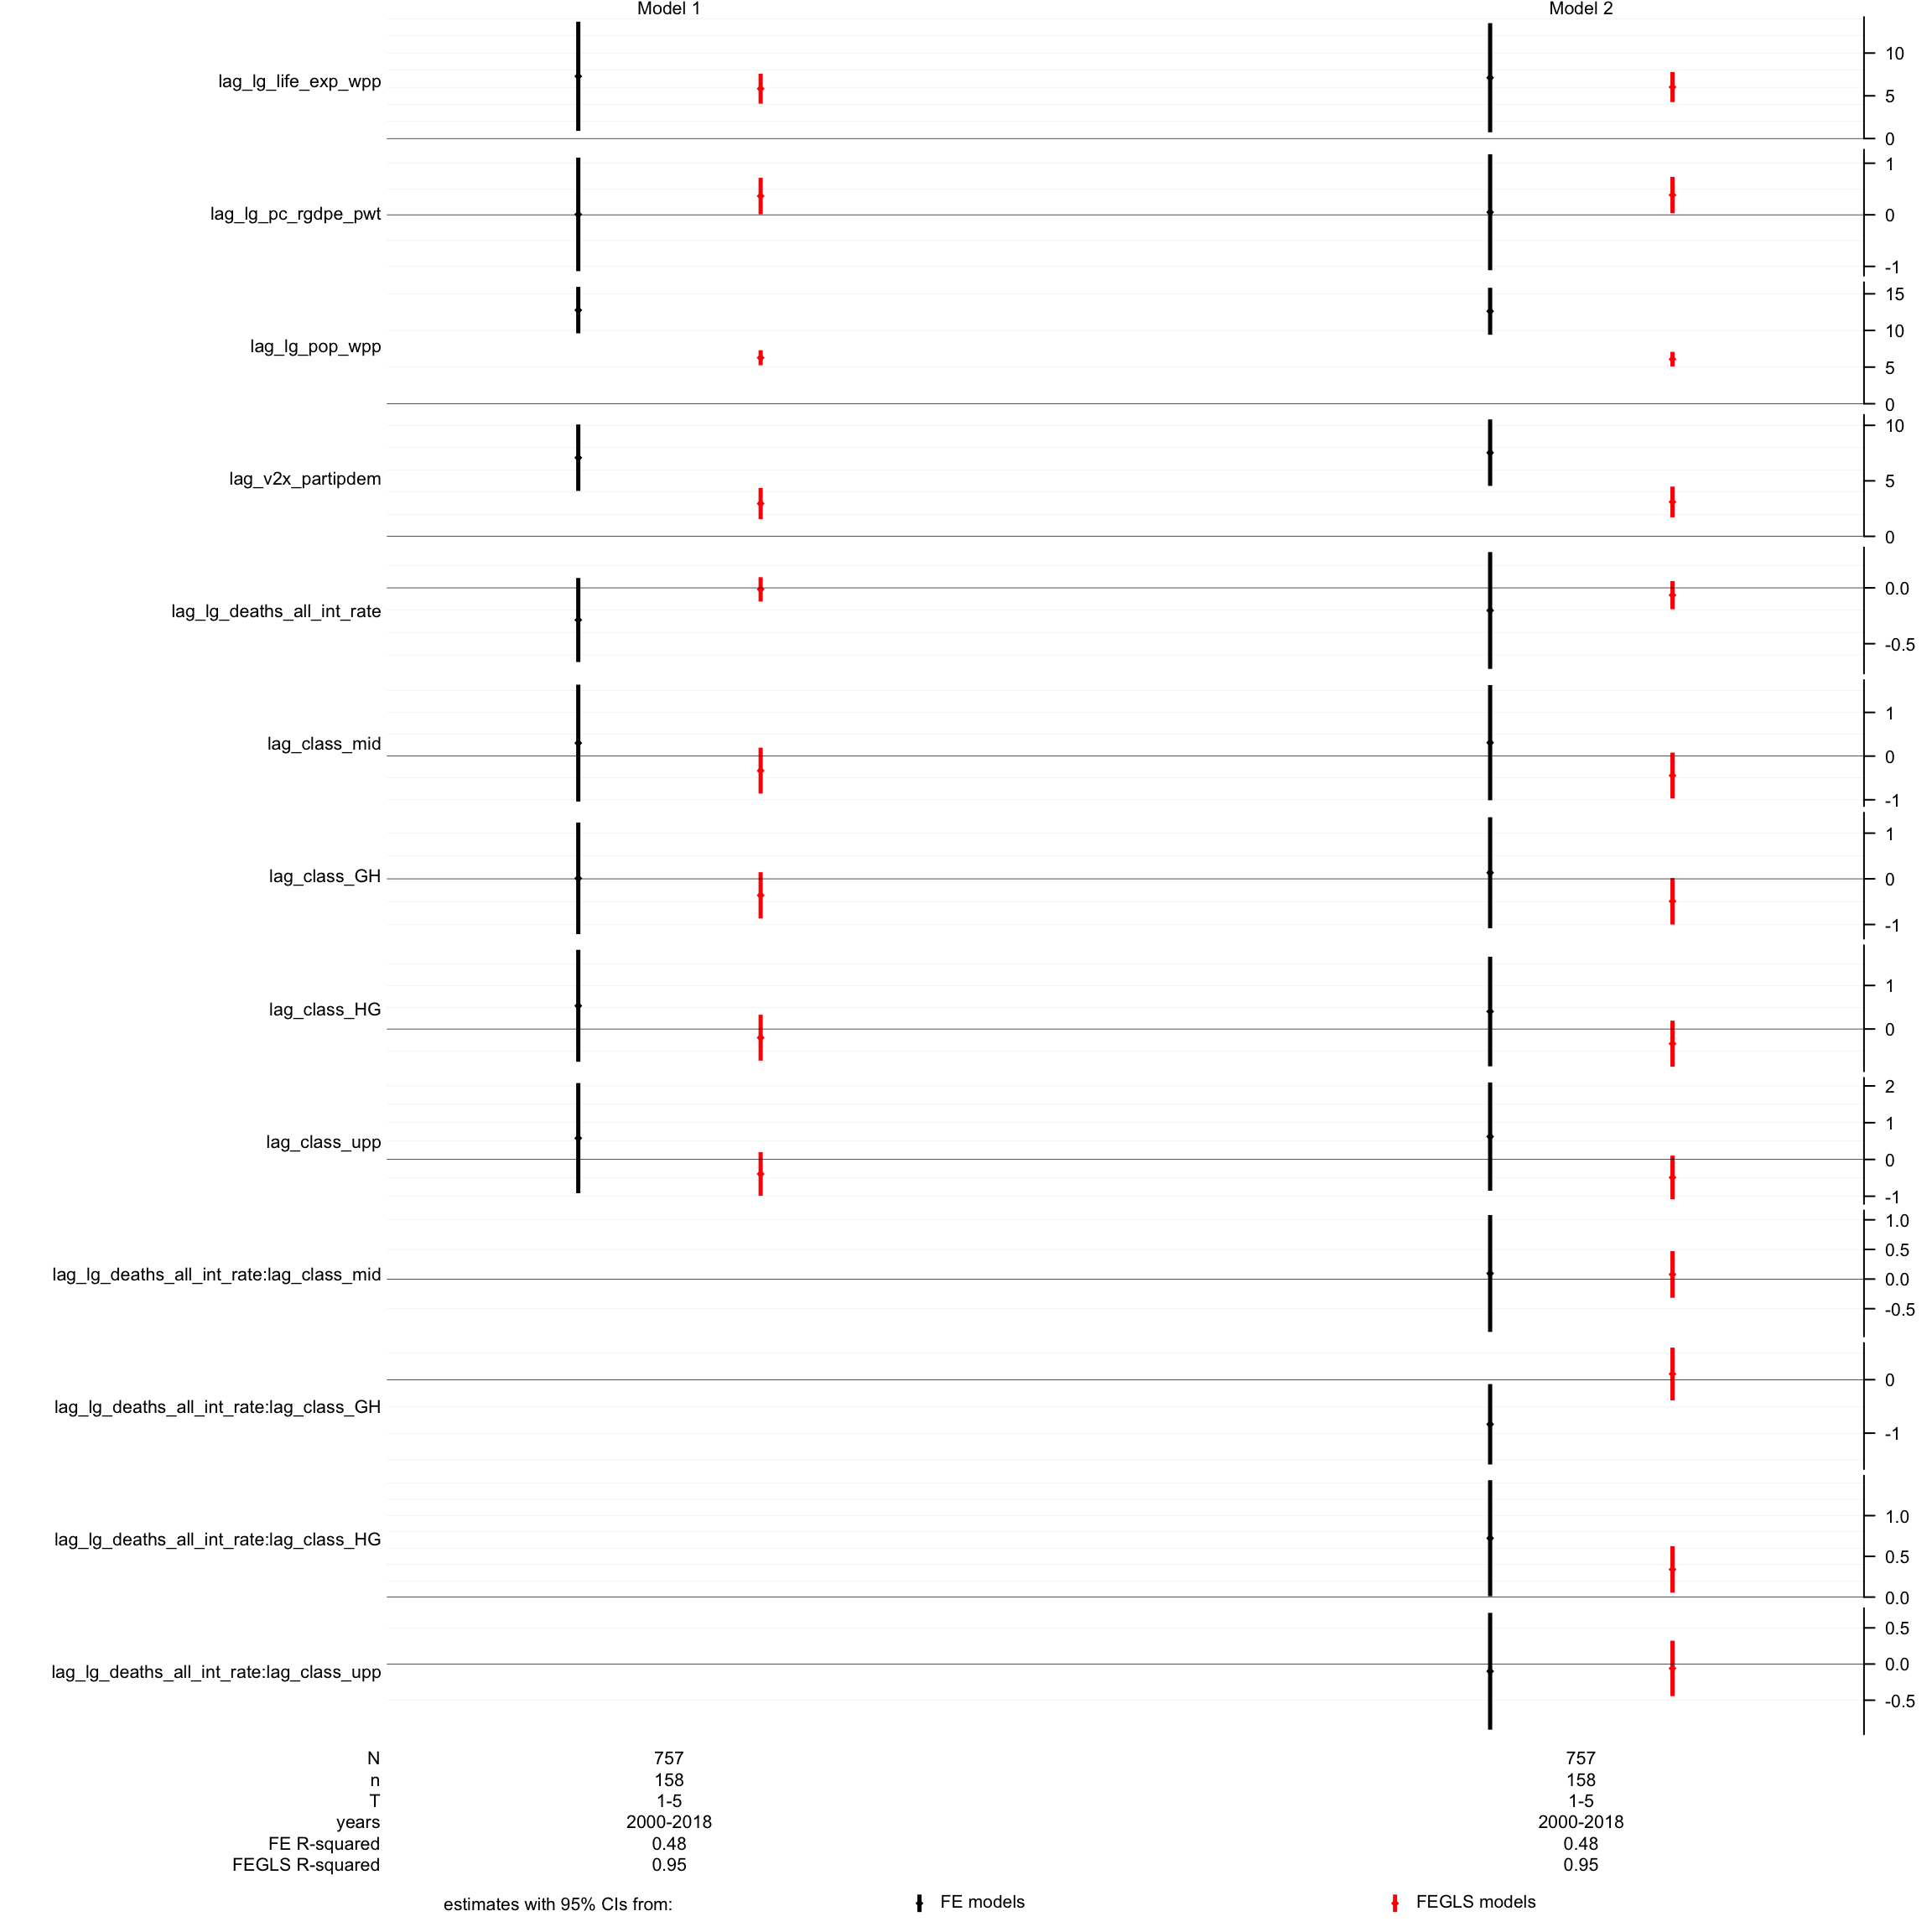 Model 1 Model 2
lag_lg_life_exp_wpp
10
5
0
lag_lg_pc_rgdpe_pwt
1
0
-1
lag_lg_pop_wpp
15
10
5
0
lag_v2x_partipdem
10
5
0
lag_lg_deaths_all_int_rate
0.0
-0.5
lag_class_mid
1
0
-1
lag_class_GH
1
0
-1
lag_class_HG
1
0
lag_class_upp
2
1
0
-1
lag_lg_deaths_all_int_rate:lag_class_mid
1.0
0.5
0.0
-0.5
lag_lg_deaths_all_int_rate:lag_class_GH
0
-1
lag_lg_deaths_all_int_rate:lag_class_HG
1.0
0.5
0.0
lag_lg_deaths_all_int_rate:lag_class_upp
0.5
0.0
-0.5
N 757 757
n 158 158
T 1-5 1-5
years 2000-2018 2000-2018
FE R-squared 0.48 0.48
FEGLS R-squared 0.95 0.95
estimates with 95% CIs from: FE models FEGLS models